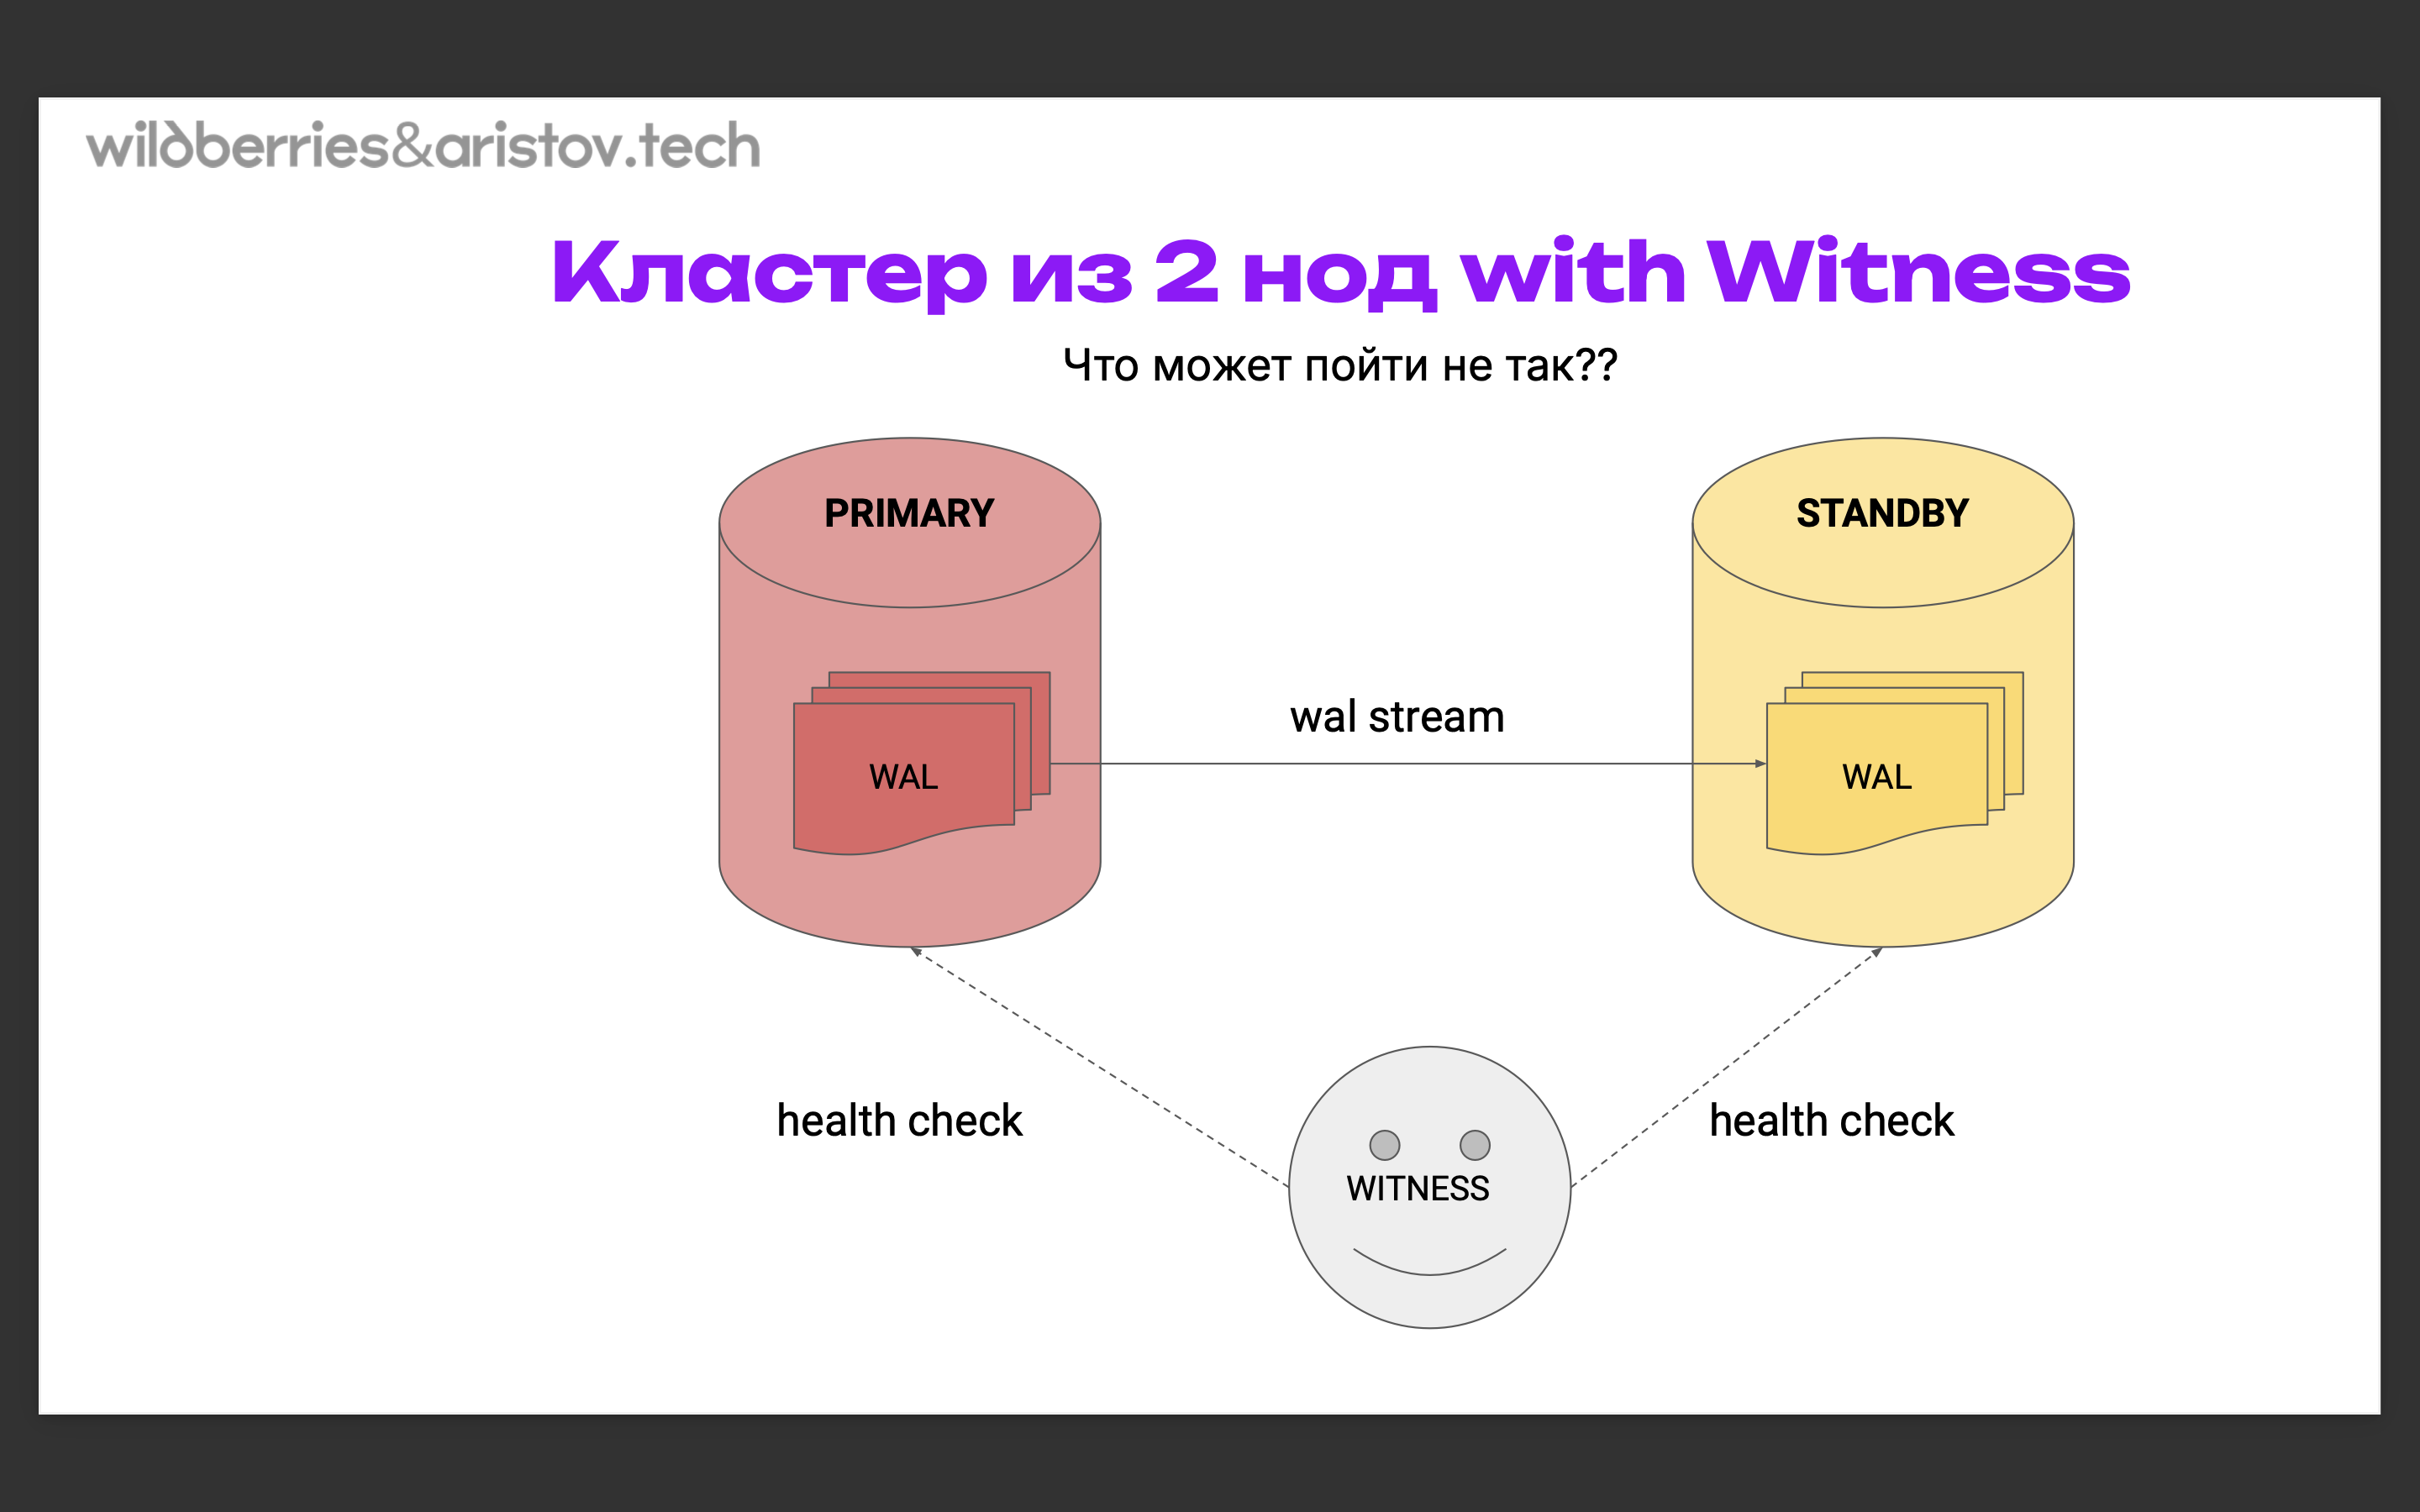 wildberries&aristov.tech
Кластер из 2 нод with Witness
Что может пойти не так??
PRIMARY
STANDBY
wal stream
WAL
WAL
health check
health check
WITNESS